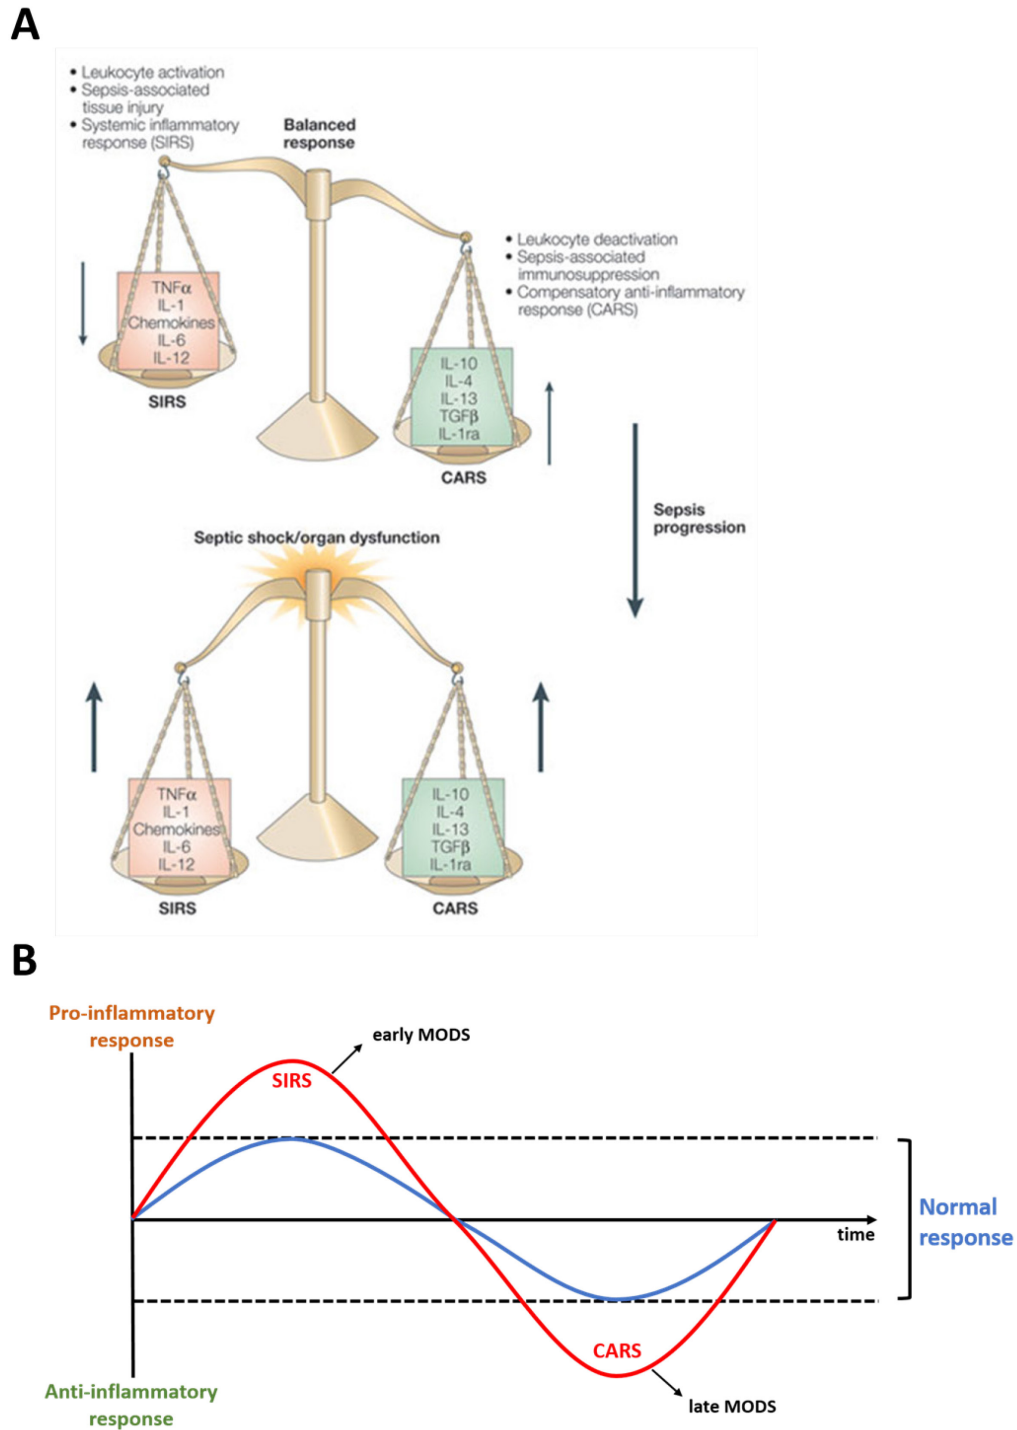 A
• Leukocyte activation
• Sepsis-associated
tissue injury
• Systemic inflammatory
response (SIRS)
Balanced
response
• Leukocyte deactivation
• Sepsis-associated
immunosuppression
• Compensatory anti-inflammatory
response (CARS)
TNFα
IL-1
Chemokines
IL-6
IL-12
SIRS
IL-10
IL-4
IL-13
TGFβ
IL-1ra
CARS
Sepsis
progression
Septic shock/organ dysfunction
TNFα
IL-1
Chemokines
IL-6
IL-12
SIRS
IL-10
IL-4
IL-13
TGFβ
IL-1ra
CARS
B
Pro-inflammatory
response
early MODS
SIRS
Normal
response
time
CARS
late MODS
Anti-inflammatory
response